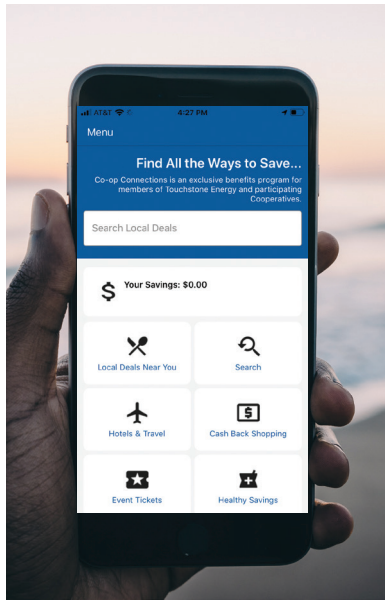 AT&T 4:27 PM
Menu
Find All the Ways to Save...
Co-op Connections is an exclusive benefits program for
members of Touchstone Energy and participating
Cooperatives.
Search Local Deals
Your Savings: $0.00
Local Deals Near You
Search
Hotels & Travel
Cash Back Shopping
Event Tickets
Healthy Savings